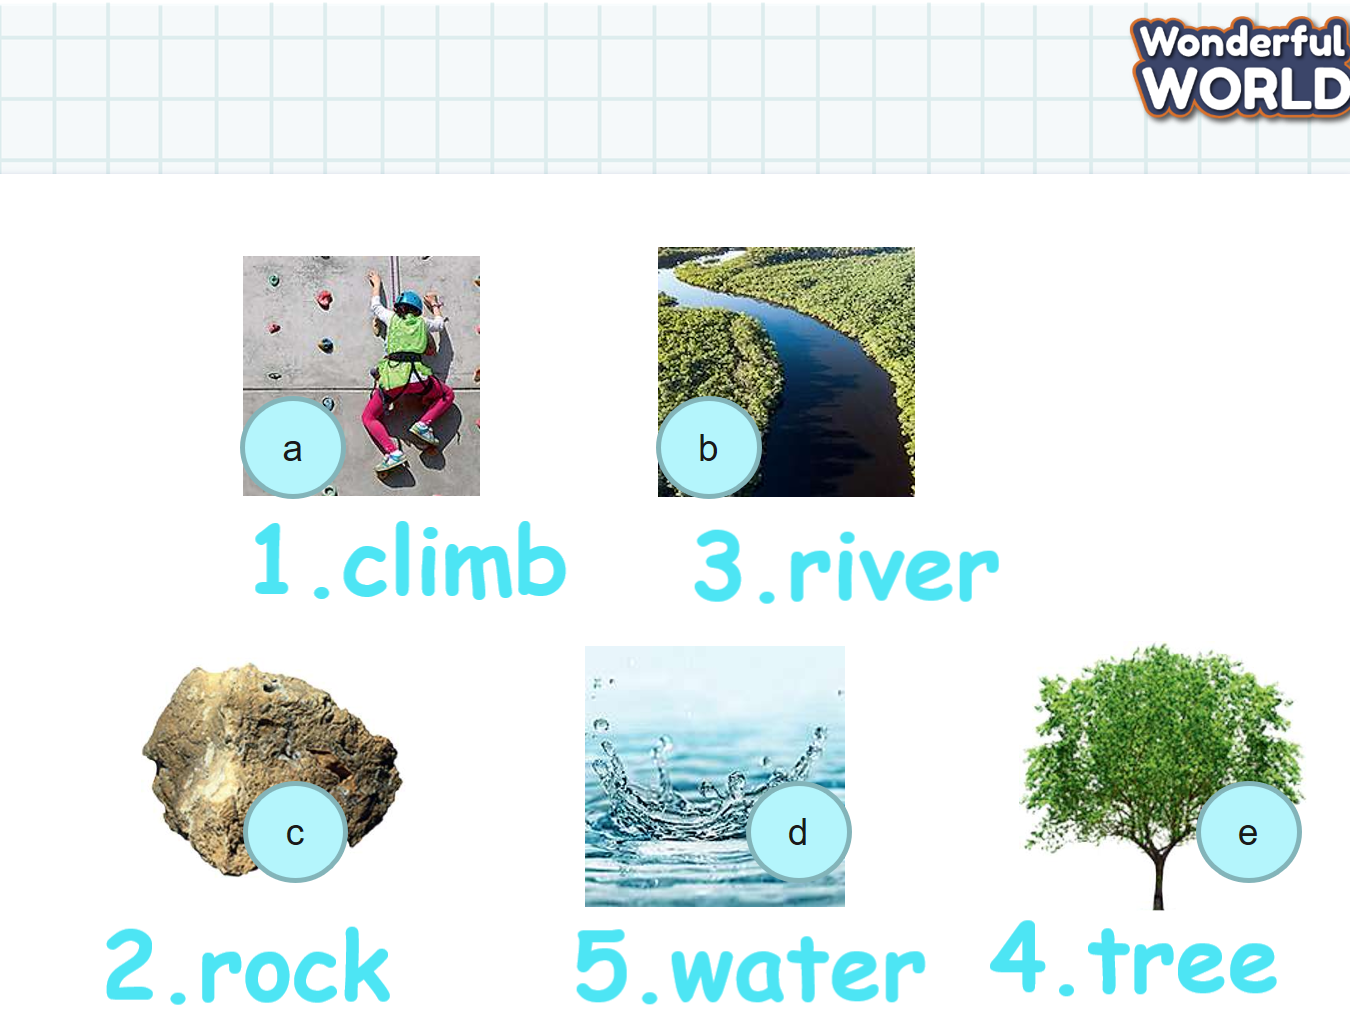 Wonderful
WORLD
a
b
1.climb
3.river
c
d
e
2.rock
5.water
4.tree